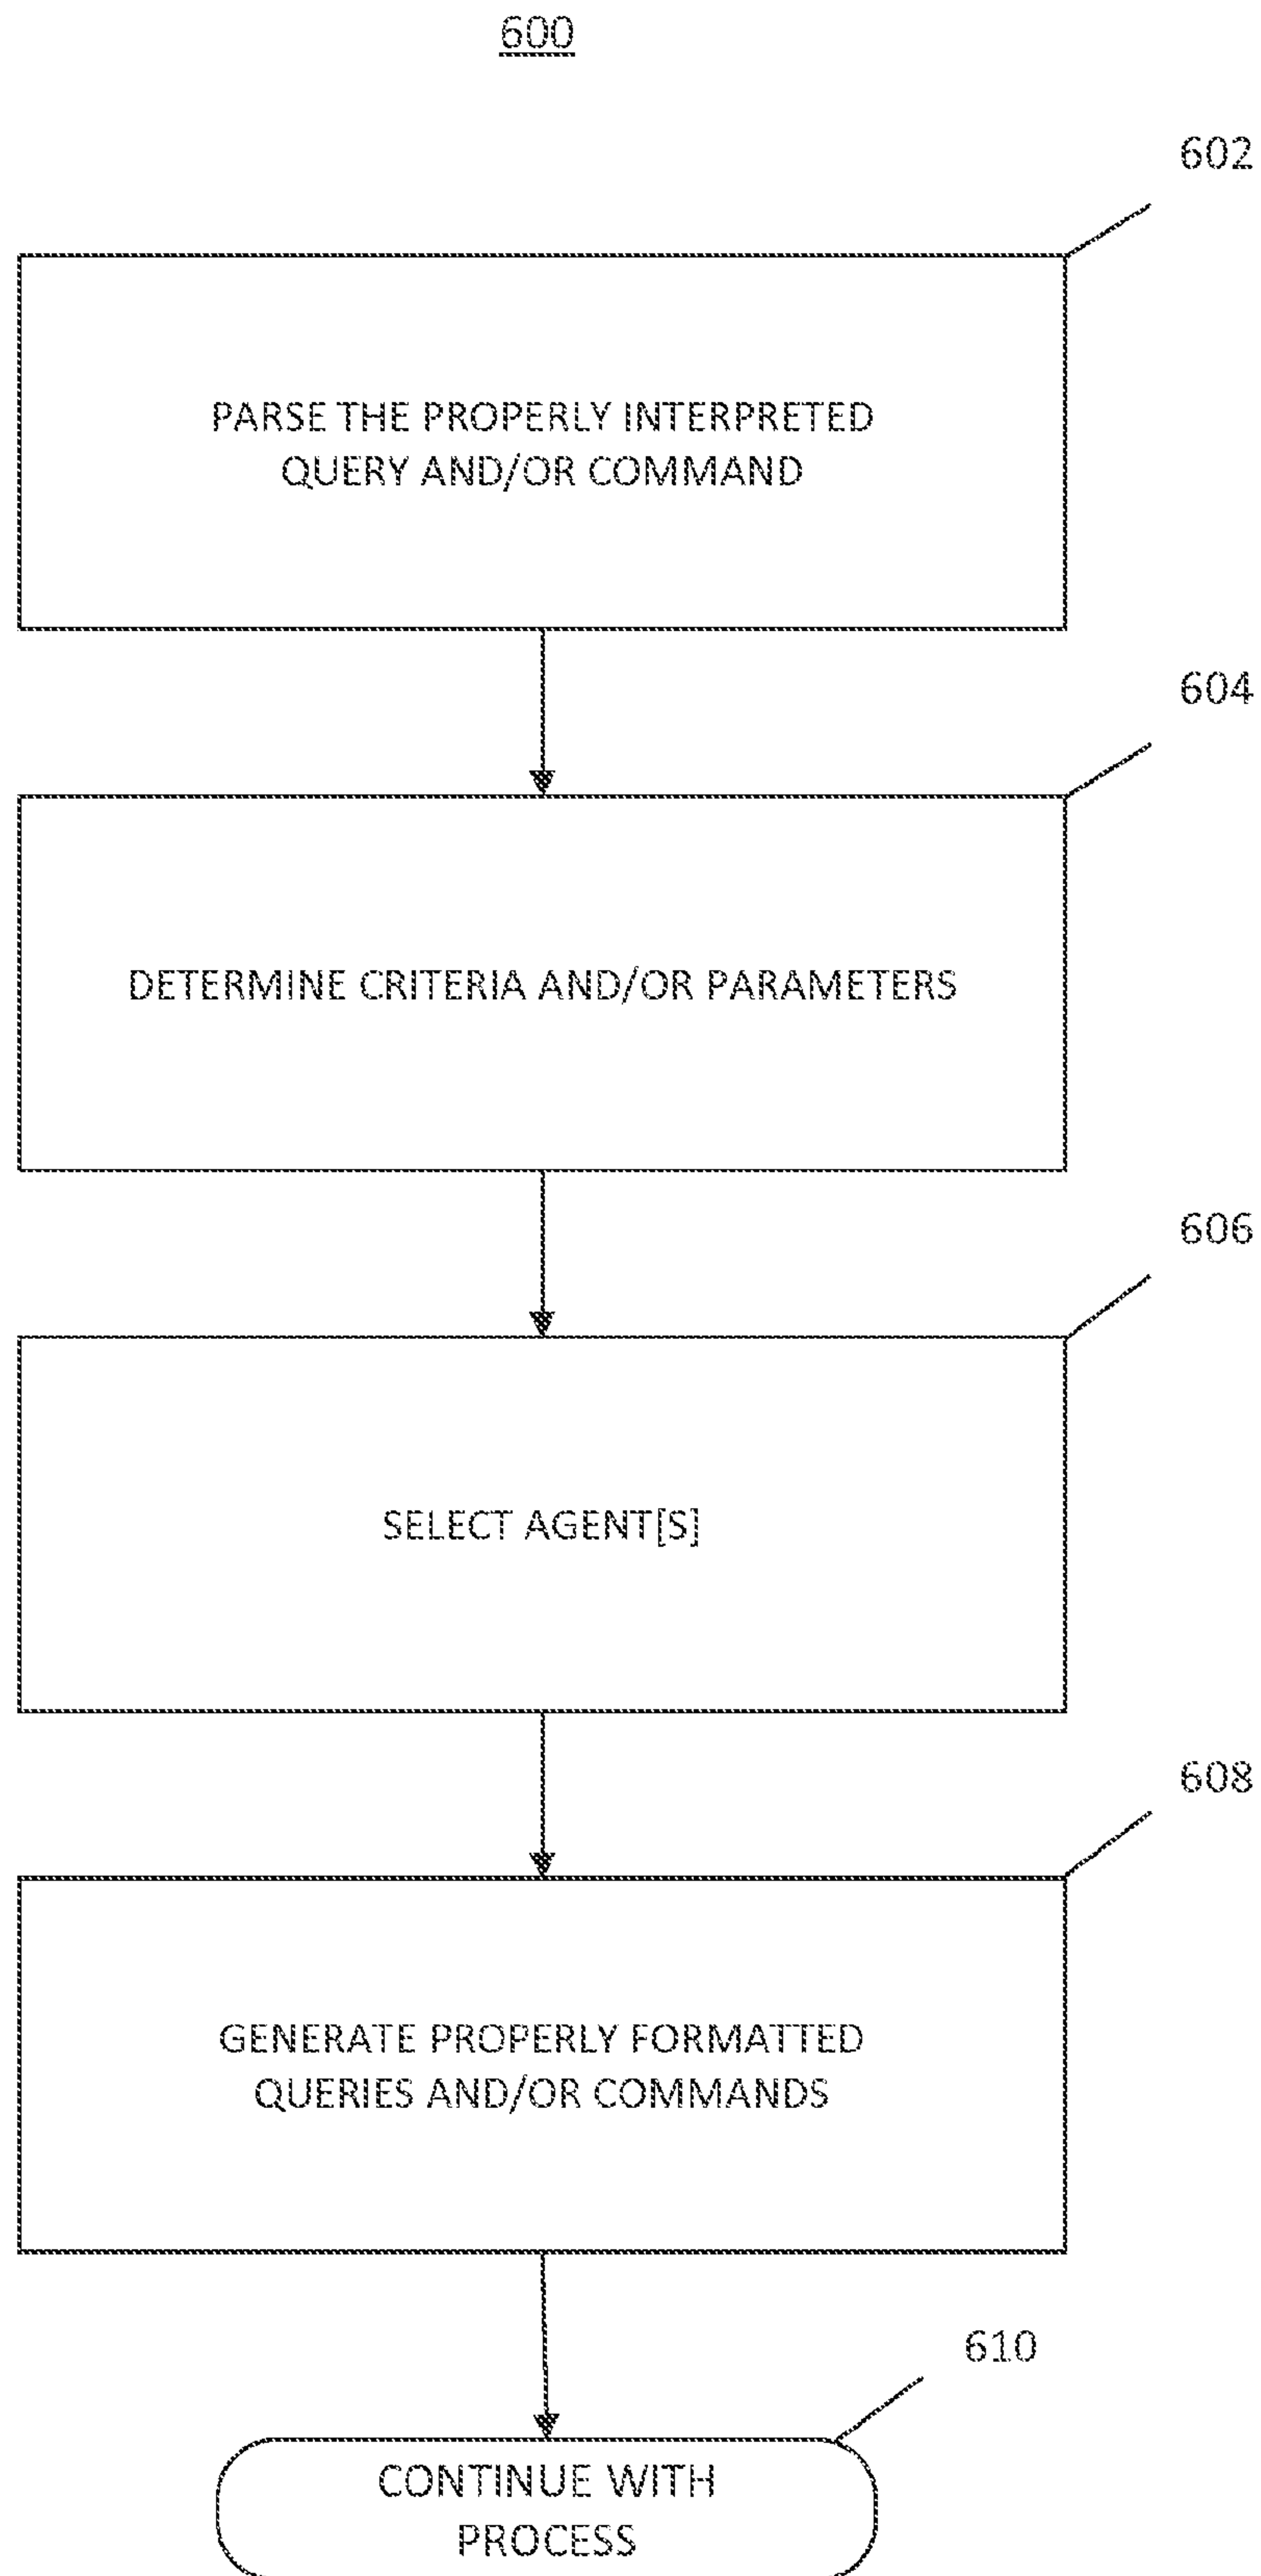 600
602
PARSE THE PROPERLY INTERPRETED
QUERY AND/OR COMMAND
604
DETERMINE CRITERIA AND/OR PARAMETERS
606
SELECT AGENT[S]
608
GENERATE PROPERLY FORMATTED
QUERIES AND/OR COMMANDS
610
CONTINUE WITH
PROCESS